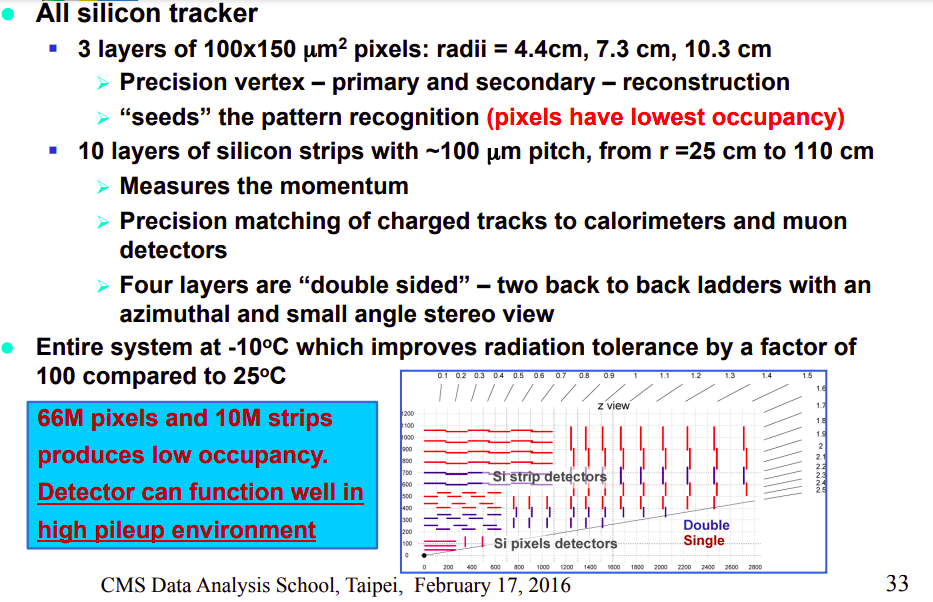 All silicon tracker
3 layers of 100x150 μm² pixels: radii = 4.4cm, 7.3 cm, 10.3 cm
Precision vertex – primary and secondary – reconstruction
“seeds” the pattern recognition (pixels have lowest occupancy)
10 layers of silicon strips with ~100 μm pitch, from r =25 cm to 110 cm
Measures the momentum
Precision matching of charged tracks to calorimeters and muon
detectors
Four layers are “double sided” – two back to back ladders with an
azimuthal and small angle stereo view
Entire system at -10ºC which improves radiation tolerance by a factor of
100 compared to 25ºC
66M pixels and 10M strips
produces low occupancy.
Detector can function well in
high pileup environment
0.1 0.2 0.3 0.4 0.5 0.6 0.7 0.8 0.9 1 1.1 1.2 1.3 1.4 1.5
1.6
1.7
1.8
1.9
2
2.1
2.2
2.3
2.4
2.5
z view
1200
1100
1000
900
800
700
600
500
400
300
200
100
0
Si strip detectors
Double
Single
Si pixels detectors
0 200 400 600 800 1000 1200 1400 1600 1800 2000 2200 2400 2600 2800
CMS Data Analysis School, Taipei, February 17, 2016
33